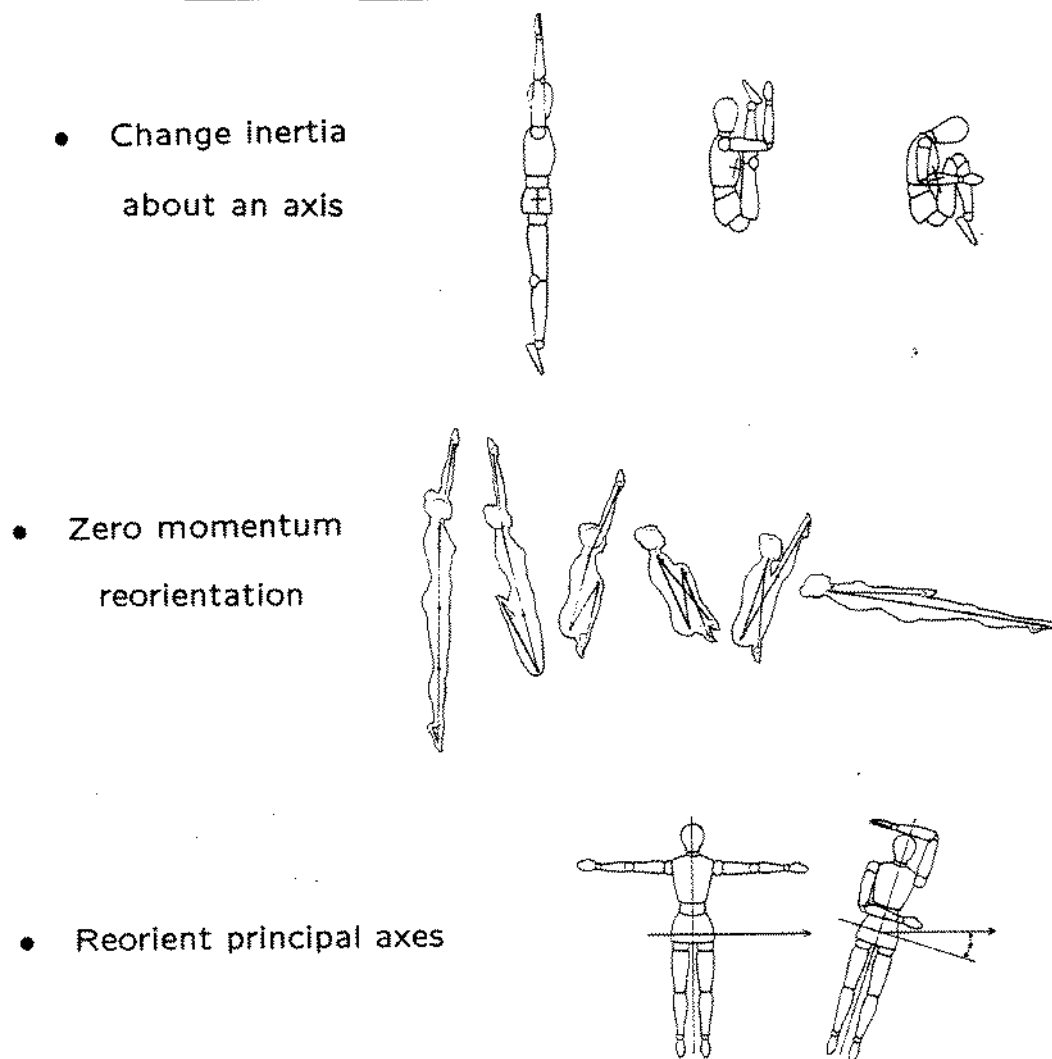 • Change inertia
about an axis
• Zero momentum
reorientation
• Reorient principal axes